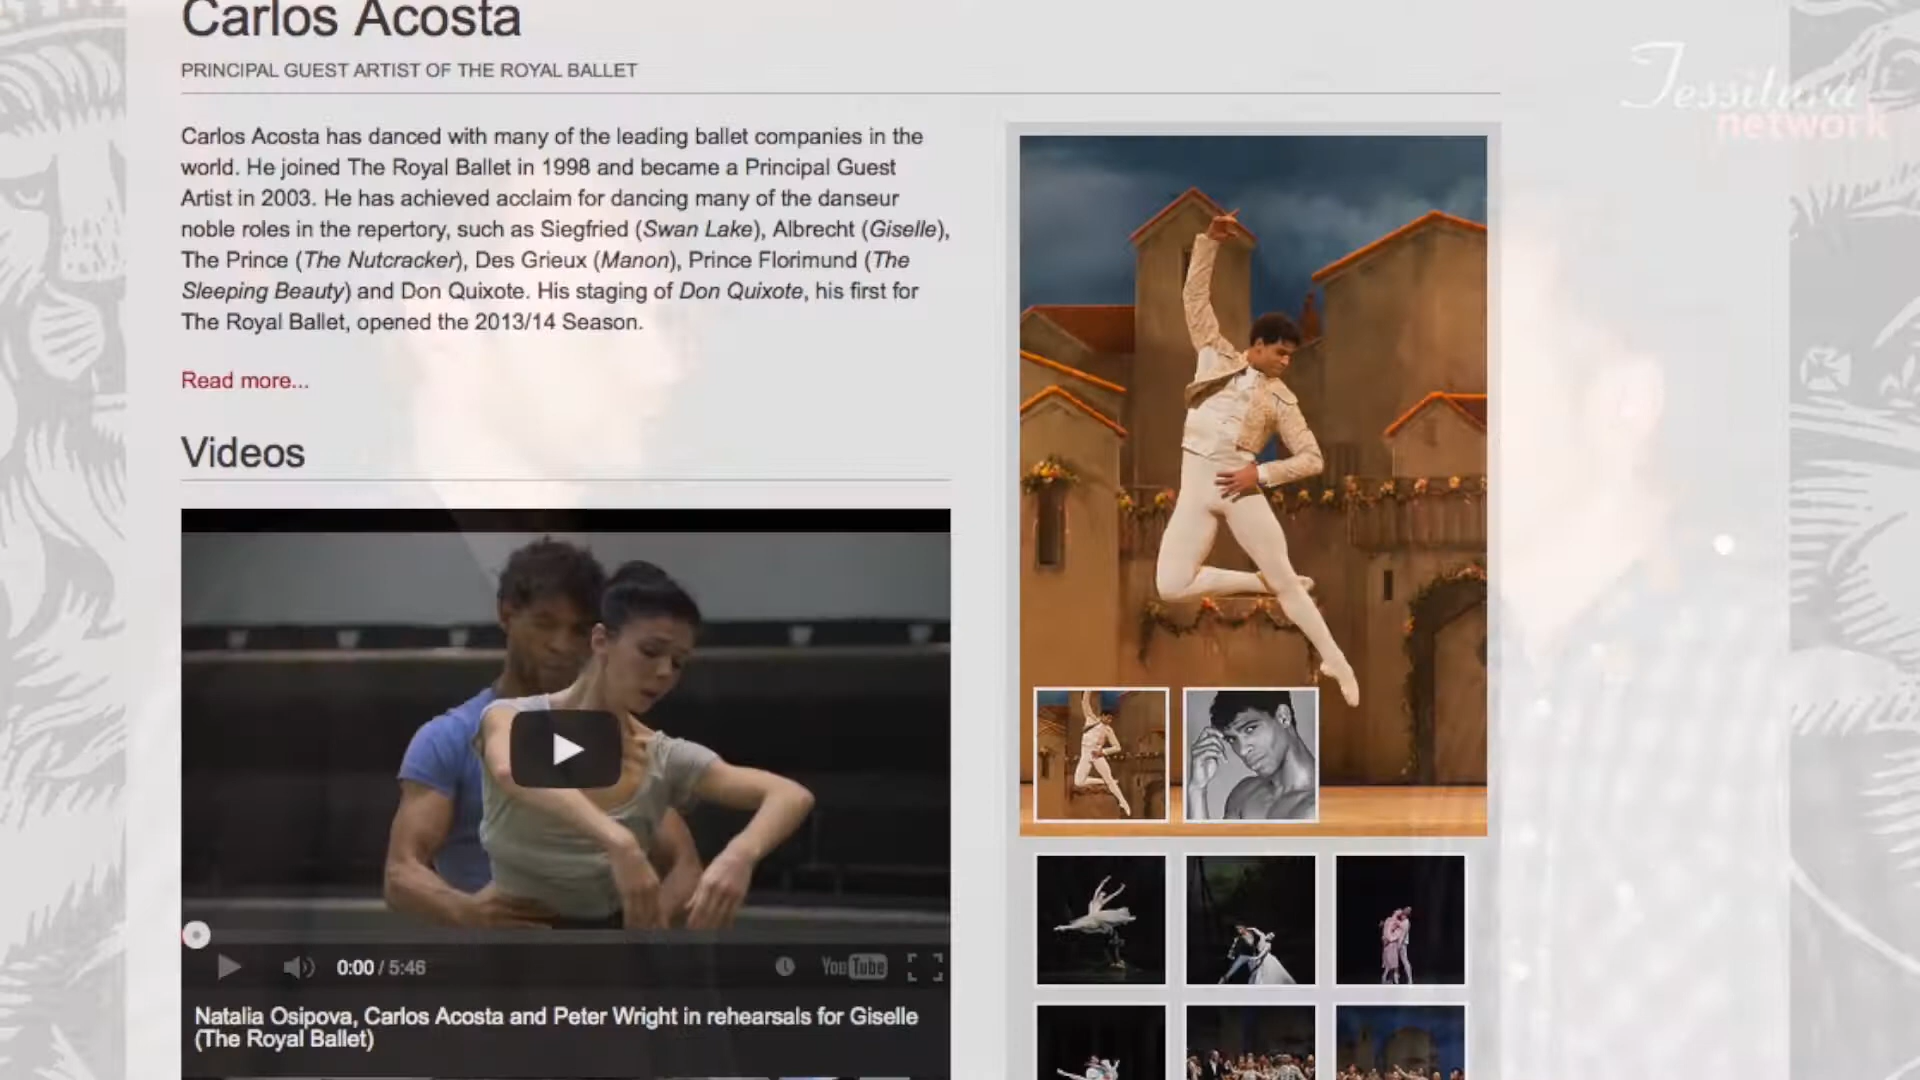 Carlos Acosta
PRINCIPAL GUEST ARTIST OF THE ROYAL BALLET
Tessitura
network
Carlos Acosta has danced with many of the leading ballet companies in the
world. He joined The Royal Ballet in 1998 and became a Principal Guest
Artist in 2003. He has achieved acclaim for dancing many of the danseur
noble roles in the repertory, such as Siegfried (Swan Lake), Albrecht (Giselle),
The Prince (The Nutcracker), Des Grieux (Manon), Prince Florimund (The
Sleeping Beauty) and Don Quixote. His staging of Don Quixote, his first for
The Royal Ballet, opened the 2013/14 Season.
Read more...
Videos
0:00 / 5:46
YouTube
Natalia Osipova, Carlos Acosta and Peter Wright in rehearsals for Giselle
(The Royal Ballet)